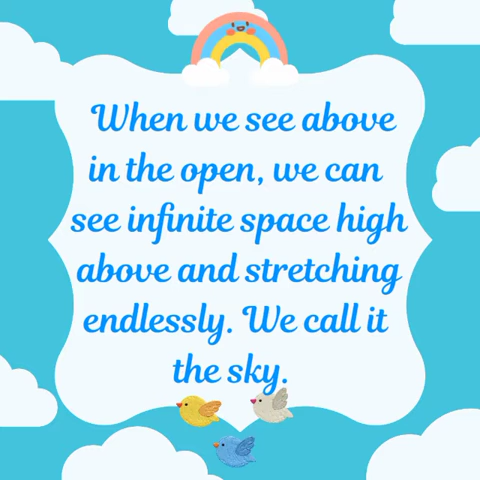 When we see above
in the open, we can
see infinite space high
above and stretching
endlessly. We call it
the sky.